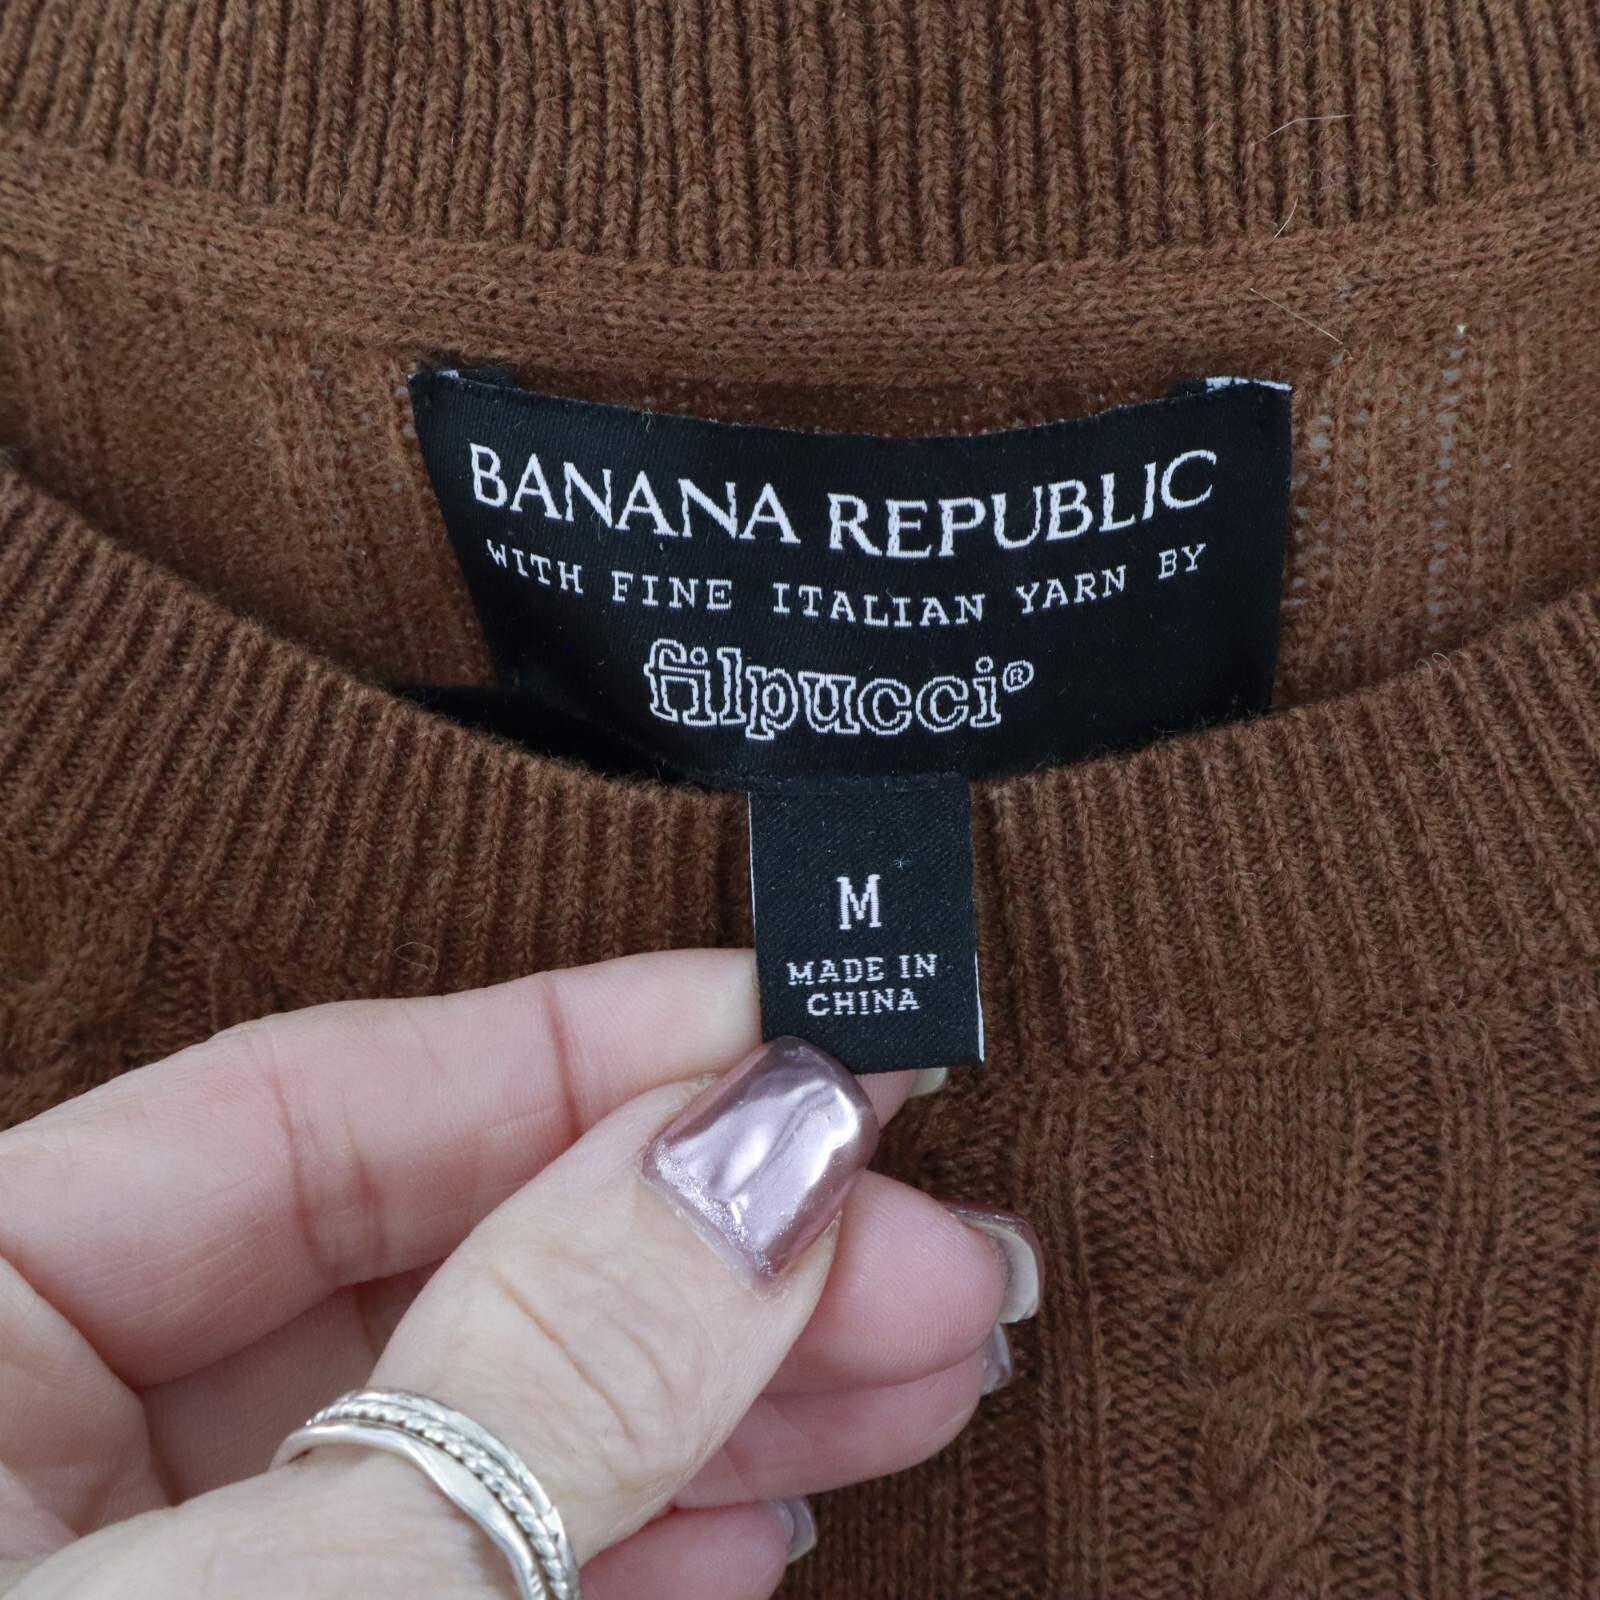 BANANA REPUBLIC
WITH FINE ITALIAN YARN BY
filpucci®
M
MADE IN
CHINA